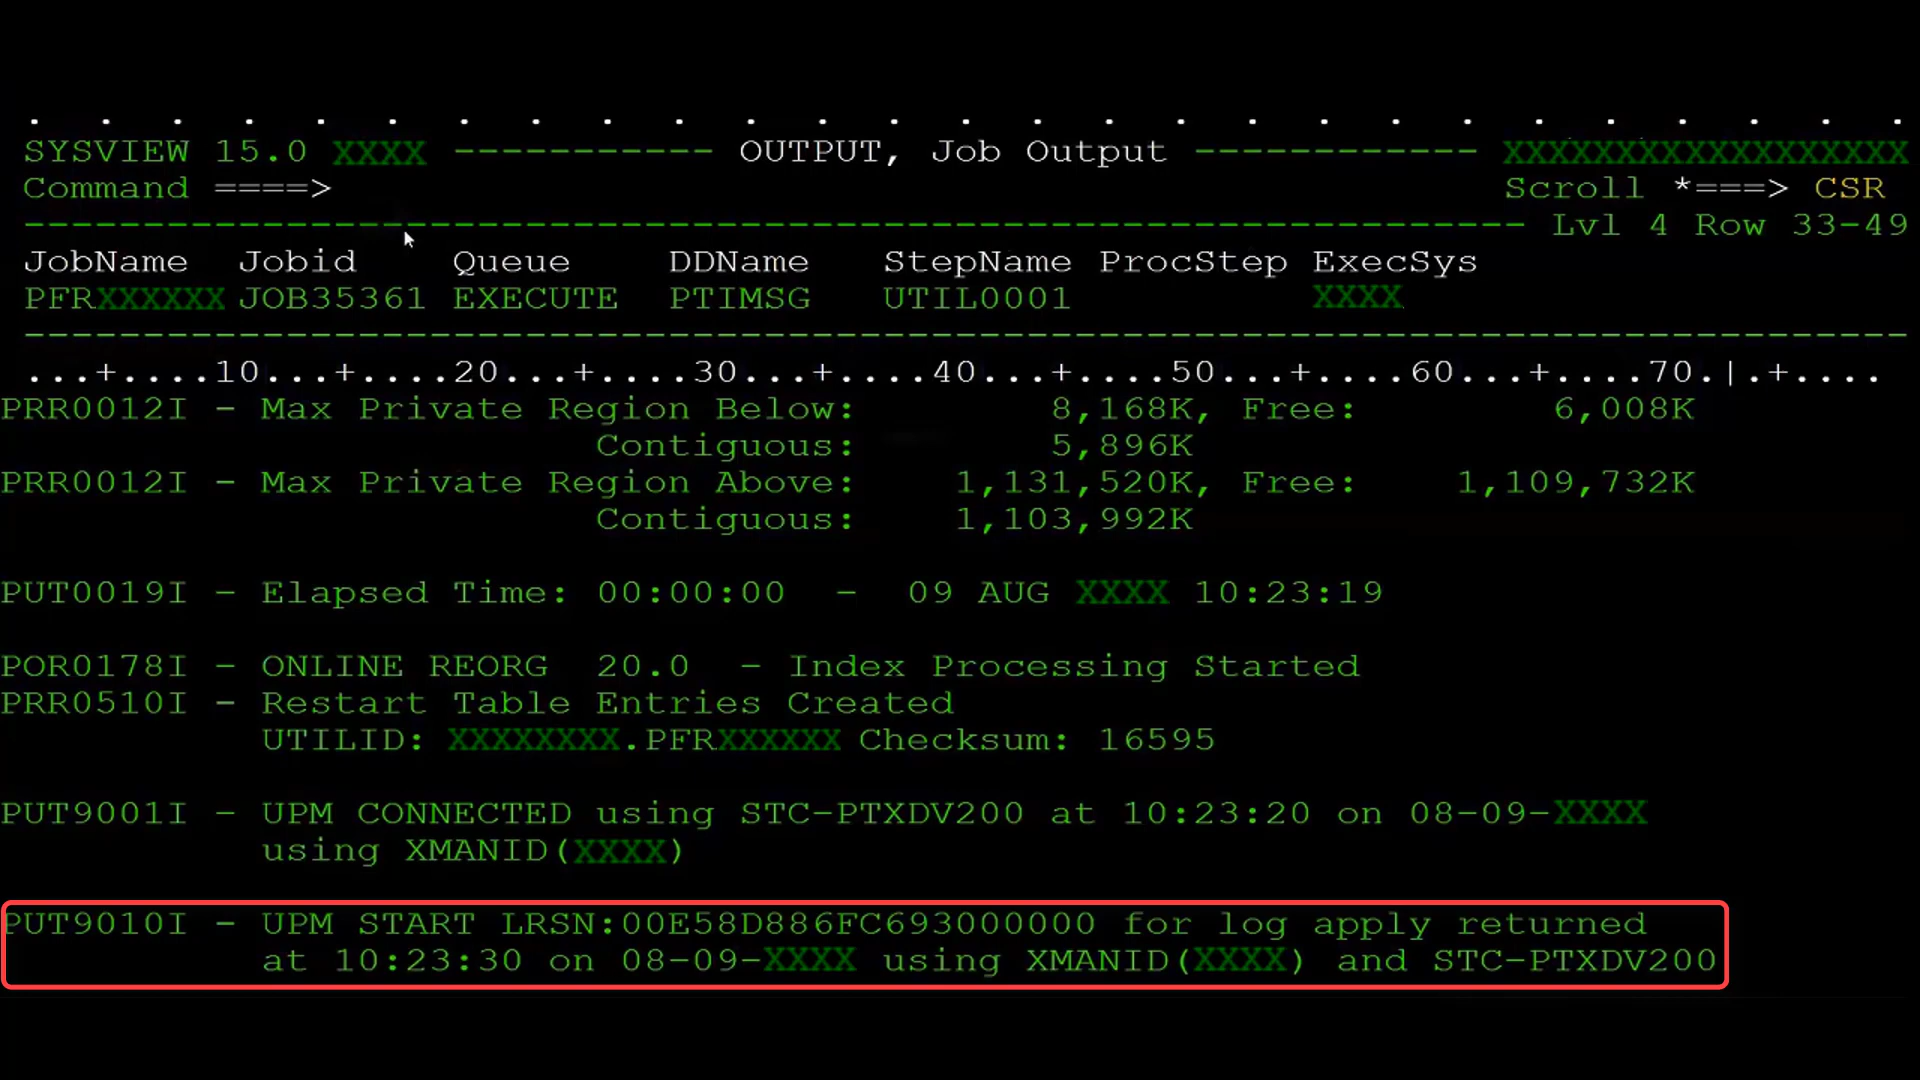 . . . . . . . . . . . . . . . . . . . . . . . . . . .
SYSVIEW 15.0 XXXX ----------- OUTPUT, Job Output ------------ XXXXXXXXXXXXXXXXX
Command ====> Scroll *===> CSR
--------------------------------------------------------------- Lvl 4 Row 33-49
JobName Jobid Queue DDName StepName ProcStep ExecSys
PFRXXXXXX JOB35361 EXECUTE PTIMSG UTIL0001 XXXX
-------------------------------------------------------------------------------
...+....10...+....20...+....30...+....40...+....50...+....60...+....70.|.+....
PRR0012I - Max Private Region Below: 8,168K, Free: 6,008K
Contiguous: 5,896K
PRR0012I - Max Private Region Above: 1,131,520K, Free: 1,109,732K
Contiguous: 1,103,992K
PUT0019I - Elapsed Time: 00:00:00 - 09 AUG XXXX 10:23:19
POR0178I - ONLINE REORG 20.0 - Index Processing Started
PRR0510I - Restart Table Entries Created
UTILID: XXXXXXXX.PFRXXXXXX Checksum: 16595
PUT9001I - UPM CONNECTED using STC-PTXDV200 at 10:23:20 on 08-09-XXXX
using XMANID(XXXX)
PUT9010I - UPM START LRSN:00E58D886FC693000000 for log apply returned
at 10:23:30 on 08-09-XXXX using XMANID(XXXX) and STC-PTXDV200